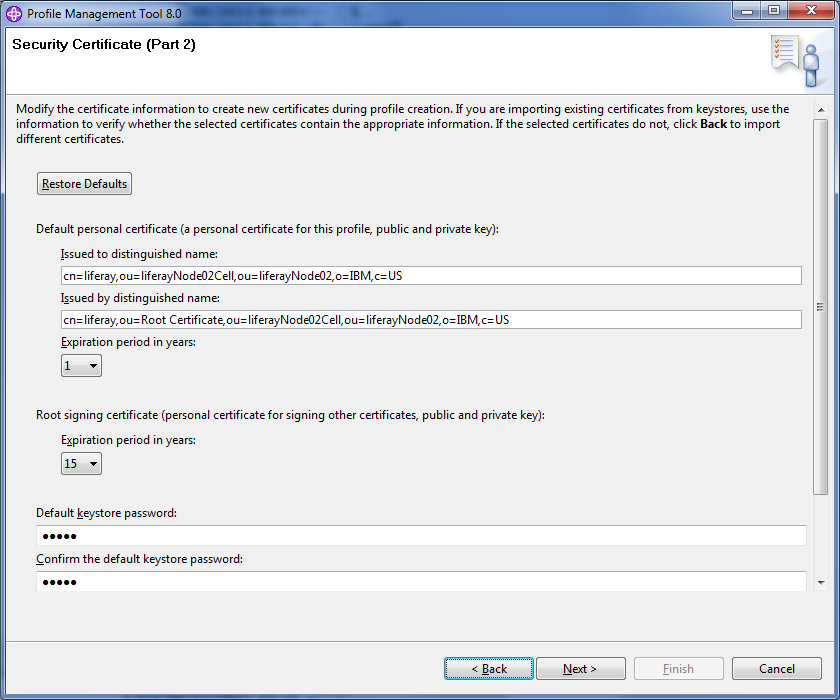 Profile Management Tool 8.0
Security Certificate (Part 2)
Modify the certificate information to create new certificates during profile creation. If you are importing existing certificates from keystores, use the
information to verify whether the selected certificates contain the appropriate information. If the selected certificates do not, click Back to import
different certificates.
Restore Defaults
Default personal certificate (a personal certificate for this profile, public and private key):
Issued to distinguished name:
cn=liferay,ou=liferayNode02Cell,ou=liferayNode02,o=IBM,c=US
Issued by distinguished name:
cn=liferay,ou=Root Certificate,ou=liferayNode02Cell,ou=liferayNode02,o=IBM,c=US
Expiration period in years:
1
Root signing certificate (personal certificate for signing other certificates, public and private key):
Expiration period in years:
15
Default keystore password:
●●●●●
Confirm the default keystore password:
●●●●●
< Back Next > Finish Cancel